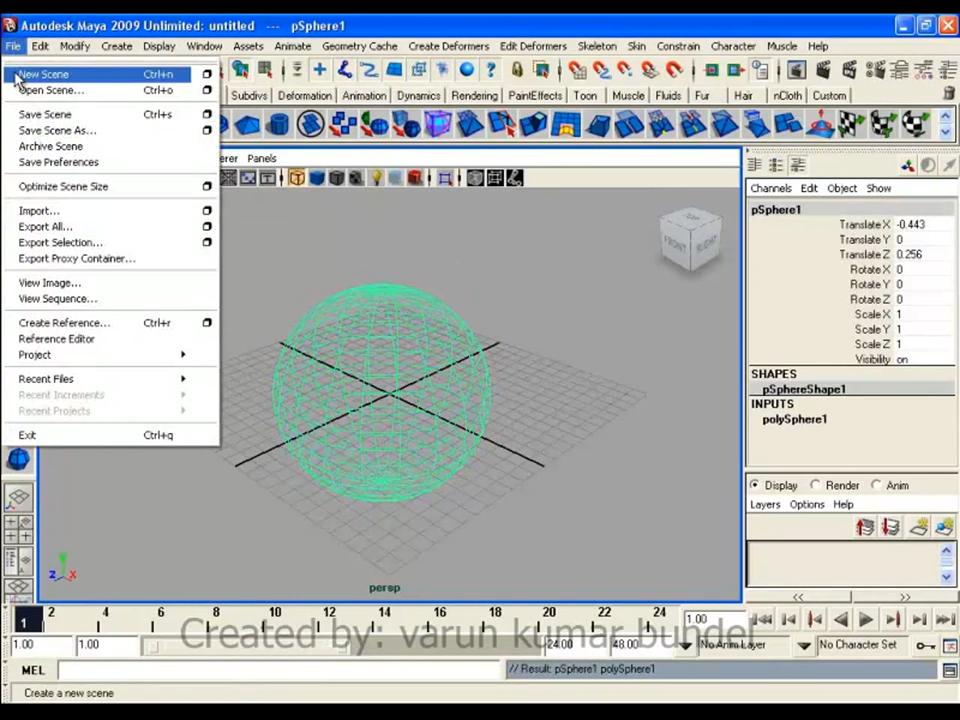 Autodesk Maya 2009 Unlimited: untitled --- pSphere1
File Edit Modify Create Display Window Assets Animate Geometry Cache Create Deformers Edit Deformers Skeleton Skin Constrain Character Muscle Help
New Scene Ctrl+n
Open Scene... Ctrl+o
Save Scene Ctrl+s
Save Scene As...
Archive Scene
Save Preferences
Optimize Scene Size
Import...
Export All...
Export Selection...
Export Proxy Container...
View Image...
View Sequence...
Create Reference... Ctrl+r
Reference Editor
Project
Recent Files
Recent Increments
Recent Projects
Exit Ctrl+q
Subdivs Deformation Animation Dynamics Rendering PaintEffects Toon Muscle Fluids Fur Hair nCloth Custom
Panels
TOP
FRONT RIGHT
Channels Edit Object Show
pSphere1
Translate X -0.443
Translate Y 0
Translate Z 0.256
Rotate X 0
Rotate Y 0
Rotate Z 0
Scale X 1
Scale Y 1
Scale Z 1
Visibility on
SHAPES
pSphereShape1
INPUTS
polySphere1
Display Render Anim
Layers Options Help
Z X
persp
1 2 4 6 8 10 12 14 16 18 20 22 24 1.00
1.00 1.00 24.00 48.00 No Anim Layer No Character Set
Created by: varun kumar bundel
MEL // Result: pSphere1 polySphere1
Create a new scene